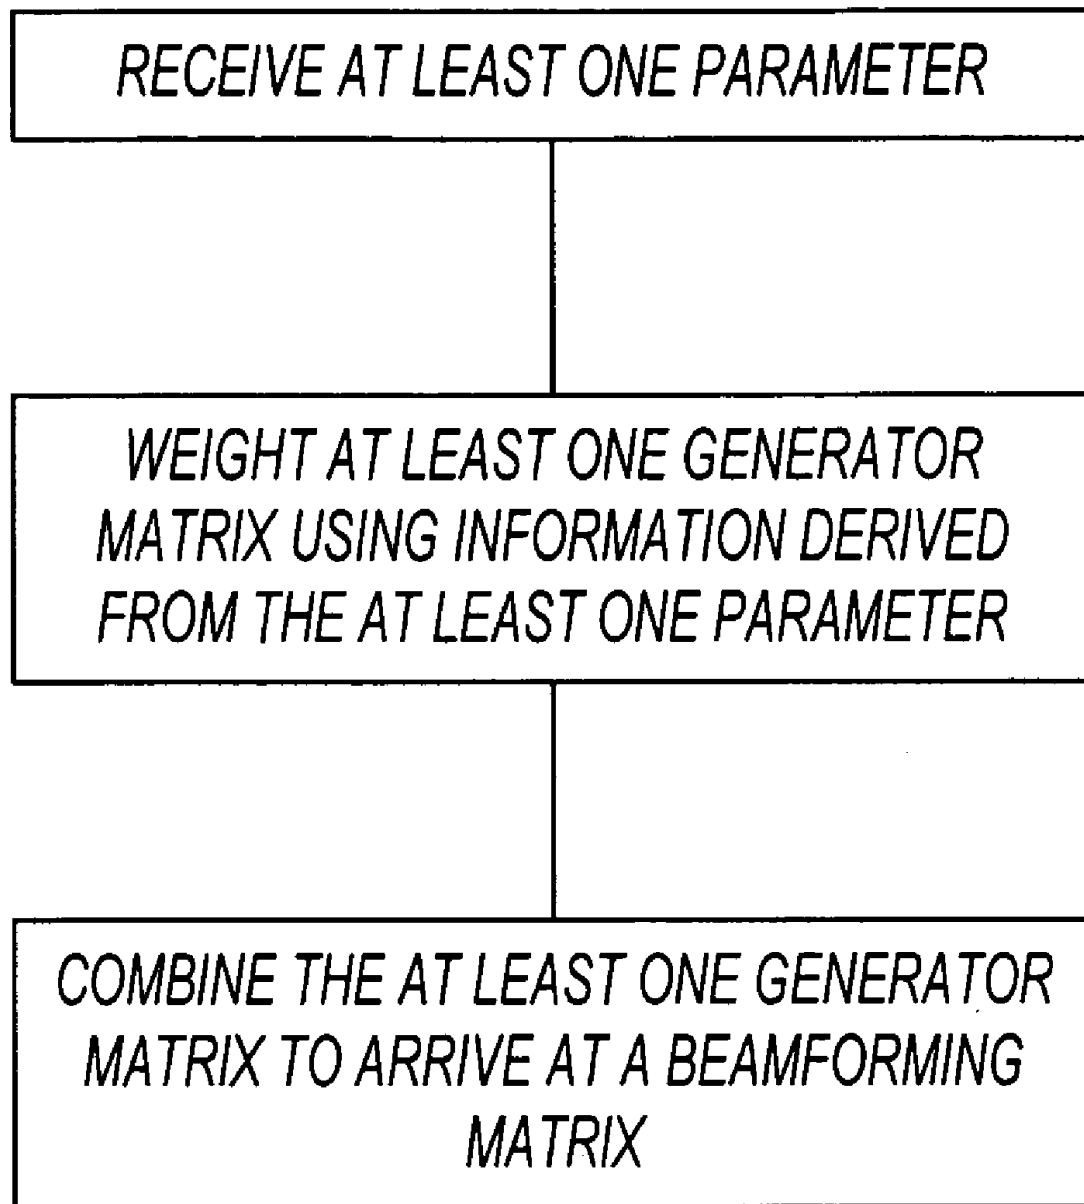 RECEIVE AT LEAST ONE PARAMETER
WEIGHT AT LEAST ONE GENERATOR
MATRIX USING INFORMATION DERIVED
FROM THE AT LEAST ONE PARAMETER
COMBINE THE AT LEAST ONE GENERATOR
MATRIX TO ARRIVE AT A BEAMFORMING
MATRIX